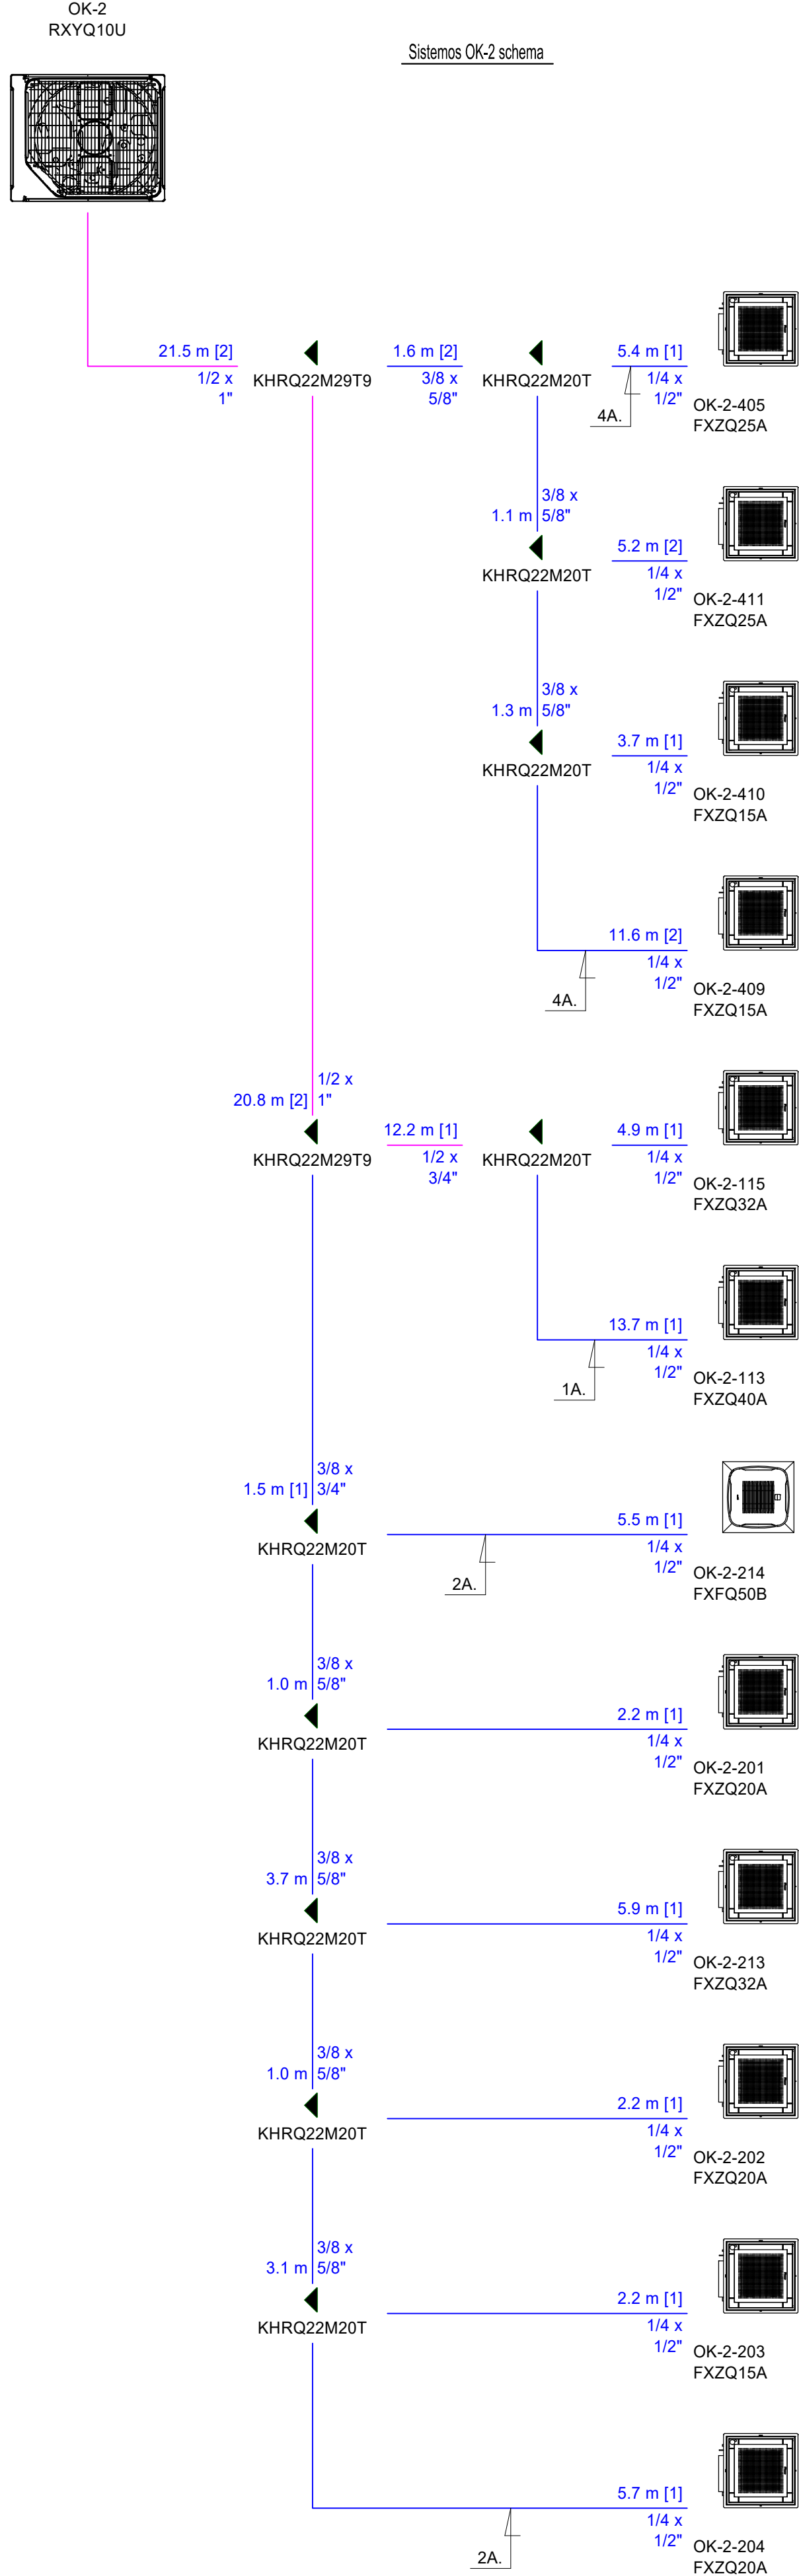 OK-2
RXYQ10U
Sistemos OK-2 schema
21.5 m [2]
1/2 x
1"
KHRQ22M29T9
1.6 m [2]
3/8 x
5/8"
KHRQ22M20T
5.4 m [1]
1/4 x
1/2"
4A.
OK-2-405
FXZQ25A
3/8 x
1.1 m 5/8"
KHRQ22M20T
5.2 m [2]
1/4 x
1/2"
OK-2-411
FXZQ25A
3/8 x
1.3 m 5/8"
KHRQ22M20T
3.7 m [1]
1/4 x
1/2"
OK-2-410
FXZQ15A
11.6 m [2]
1/4 x
1/2"
4A.
OK-2-409
FXZQ15A
1/2 x
20.8 m [2] 1"
KHRQ22M29T9
12.2 m [1]
1/2 x
3/4"
KHRQ22M20T
4.9 m [1]
1/4 x
1/2"
OK-2-115
FXZQ32A
13.7 m [1]
1/4 x
1/2"
1A.
OK-2-113
FXZQ40A
3/8 x
1.5 m [1] 3/4"
KHRQ22M20T
5.5 m [1]
1/4 x
1/2"
2A.
OK-2-214
FXFQ50B
3/8 x
1.0 m 5/8"
KHRQ22M20T
2.2 m [1]
1/4 x
1/2"
OK-2-201
FXZQ20A
3/8 x
3.7 m 5/8"
KHRQ22M20T
5.9 m [1]
1/4 x
1/2"
OK-2-213
FXZQ32A
3/8 x
1.0 m 5/8"
KHRQ22M20T
2.2 m [1]
1/4 x
1/2"
OK-2-202
FXZQ20A
3/8 x
3.1 m 5/8"
KHRQ22M20T
2.2 m [1]
1/4 x
1/2"
OK-2-203
FXZQ15A
5.7 m [1]
1/4 x
1/2"
2A.
OK-2-204
FXZQ20A